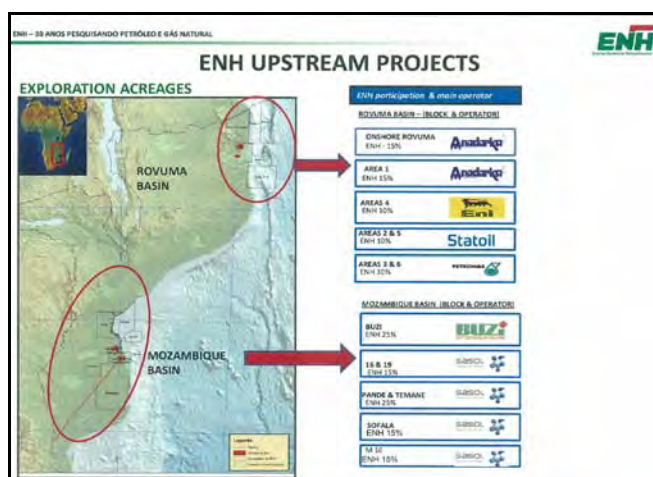 ENH – 33 ANOS PESQUISANDO PETRÓLEO E GÁS NATURAL
ENH
ENH UPSTREAM PROJECTS
EXPLORATION ACREAGES
ROVUMA
BASIN
MOZAMBIQUE
BASIN
ENH participation & main operator
ROVUMA BASIN – (BLOCK & OPERATOR)
ONSHORE ROVUMA
ENH - 15%
Anadarko
AREA 1
ENH 15%
Anadarko
AREAS 4
ENH 10%
Eni
AREAS 2 & 5
ENH 10%
Statoil
AREAS 3 & 6
ENH 10%
PETRONAS
MOZAMBIQUE BASIN (BLOCK & OPERATOR)
BUZI
ENH 25%
BUZI
16 & 19
ENH 15%
sasol
PANDE & TEMANE
ENH 25%
sasol
SOFALA
ENH 15%
sasol
M 10
ENH 15%
sasol